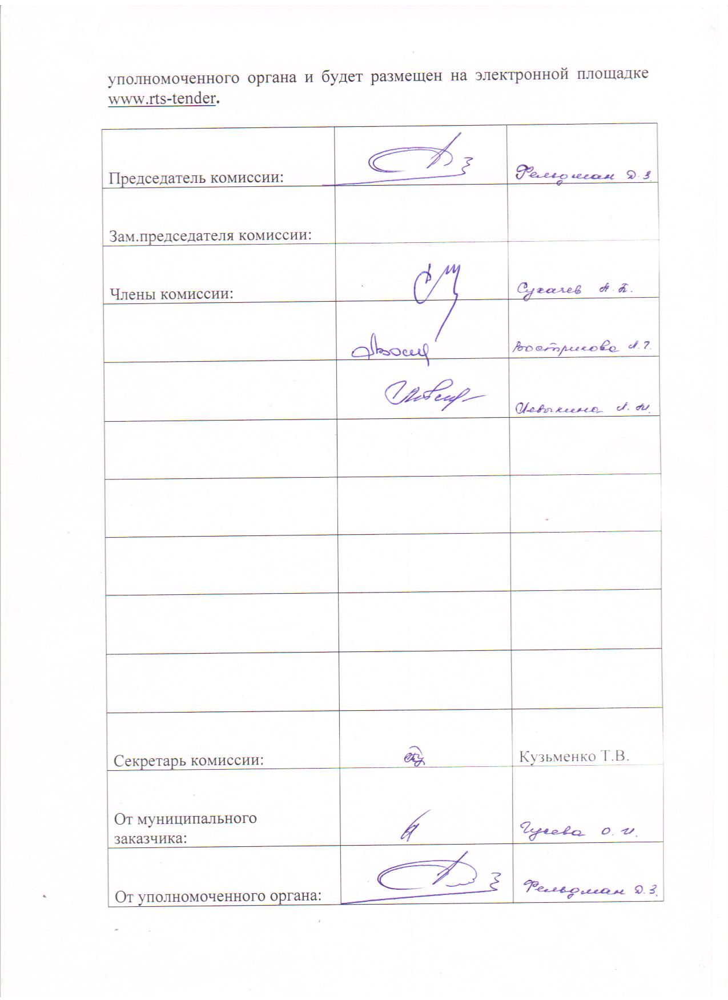 уполномоченного органа и будет размещен на электронной площадке
www.rts-tender.
Председатель комиссии: Фельдман Д.З.
Зам.председателя комиссии:
Члены комиссии: Сухачев А.Б.
Вострикова Л.Г.
Л.И.
Секретарь комиссии: Кузьменко Т.В.
От муниципального
заказчика: Гусева О.И.
От уполномоченного органа: Фельдман Д.З.